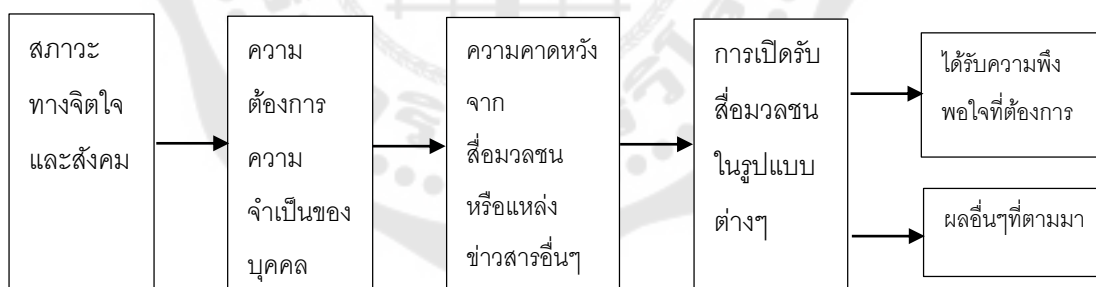 สภาวะ
ทางจิตใจ
และสังคม
ความ
ต้องการ
ความ
จำเป็นของ
บุคคล
ความคาดหวัง
จาก
สื่อมวลชน
หรือแหล่ง
ข่าวสารอื่นๆ
การเปิดรับ
สื่อมวลชน
ในรูปแบบ
ต่างๆ
ได้รับความพึง
พอใจที่ต้องการ
ผลอื่นๆที่ตามมา